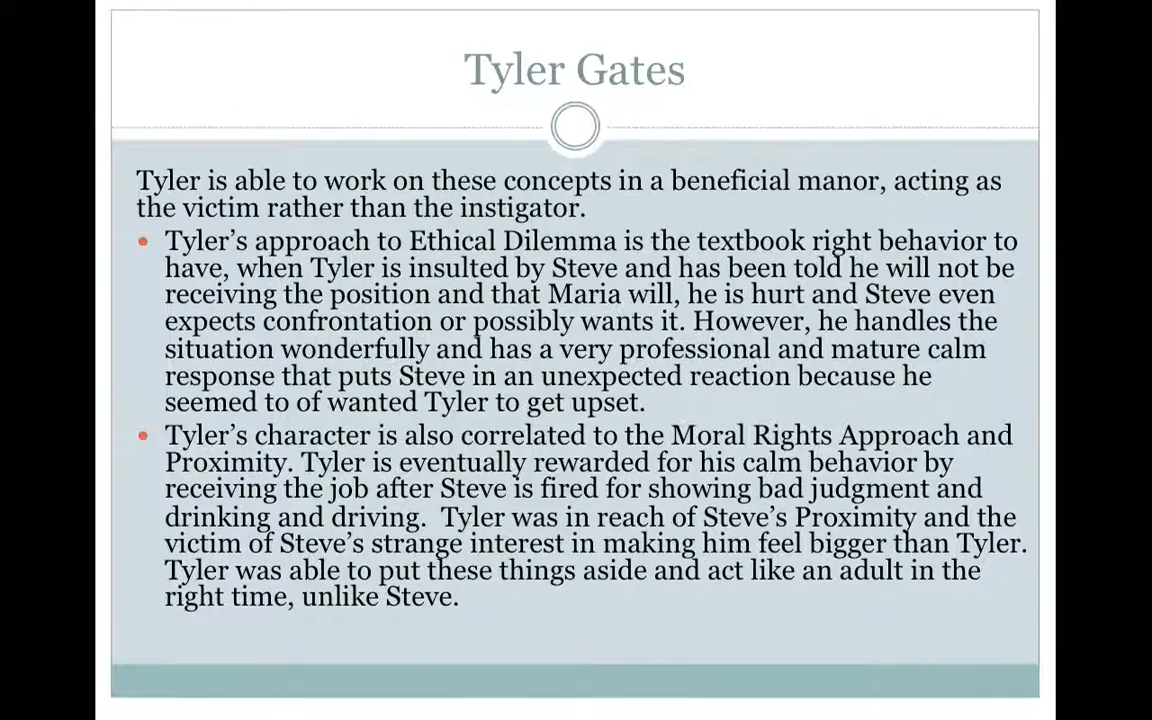 Tyler Gates
Tyler is able to work on these concepts in a beneficial manor, acting as
the victim rather than the instigator.
• Tyler’s approach to Ethical Dilemma is the textbook right behavior to
have, when Tyler is insulted by Steve and has been told he will not be
receiving the position and that Maria will, he is hurt and Steve even
expects confrontation or possibly wants it. However, he handles the
situation wonderfully and has a very professional and mature calm
response that puts Steve in an unexpected reaction because he
seemed to of wanted Tyler to get upset.
• Tyler’s character is also correlated to the Moral Rights Approach and
Proximity. Tyler is eventually rewarded for his calm behavior by
receiving the job after Steve is fired for showing bad judgment and
drinking and driving.  Tyler was in reach of Steve’s Proximity and the
victim of Steve’s strange interest in making him feel bigger than Tyler.
Tyler was able to put these things aside and act like an adult in the
right time, unlike Steve.